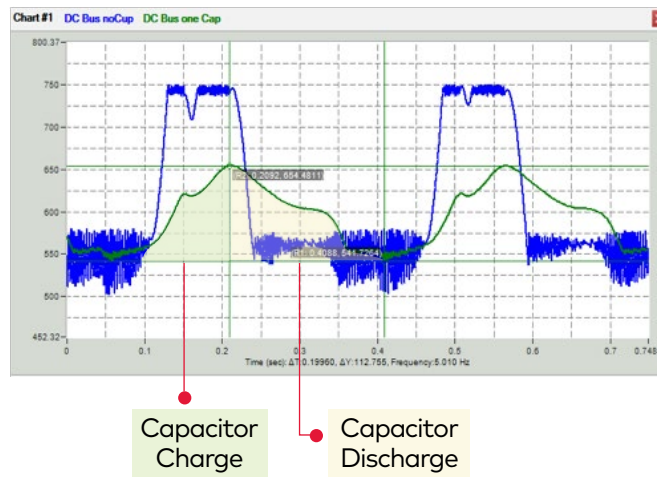 Chart #1 DC Bus noCup DC Bus one Cap
800.37
750
700
650
600
550
500
452.32
0.2092, 654.4811
0.4088, 541.7264
0 0.1 0.2 0.3 0.4 0.5 0.6 0.7 0.748
Time (sec): ΔT:0.19960, ΔY:112.755, Frequency:5.010 Hz
Capacitor
Charge
Capacitor
Discharge